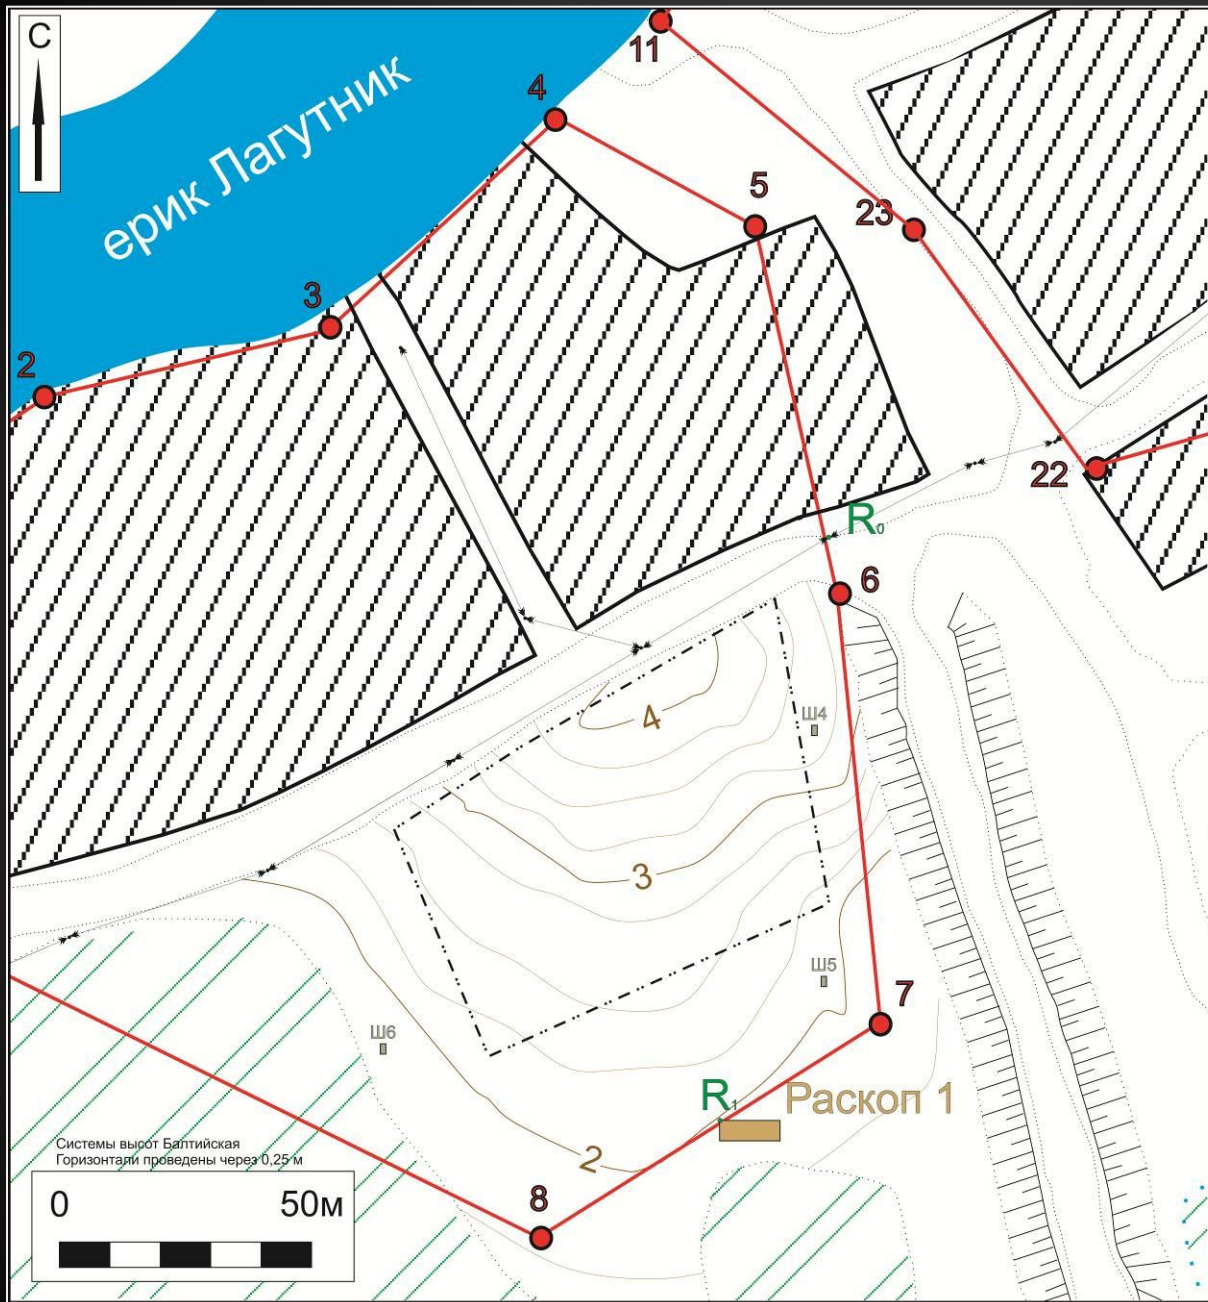 С
11
4
ерик Лагутник
5
23
3
2
22
R₀
6
Ш4
4
3
Ш5
7
Ш6
R₁
Раскоп 1
Системы высот Балтийская
Горизонтали проведены через 0,25 м
2
8
0 50м